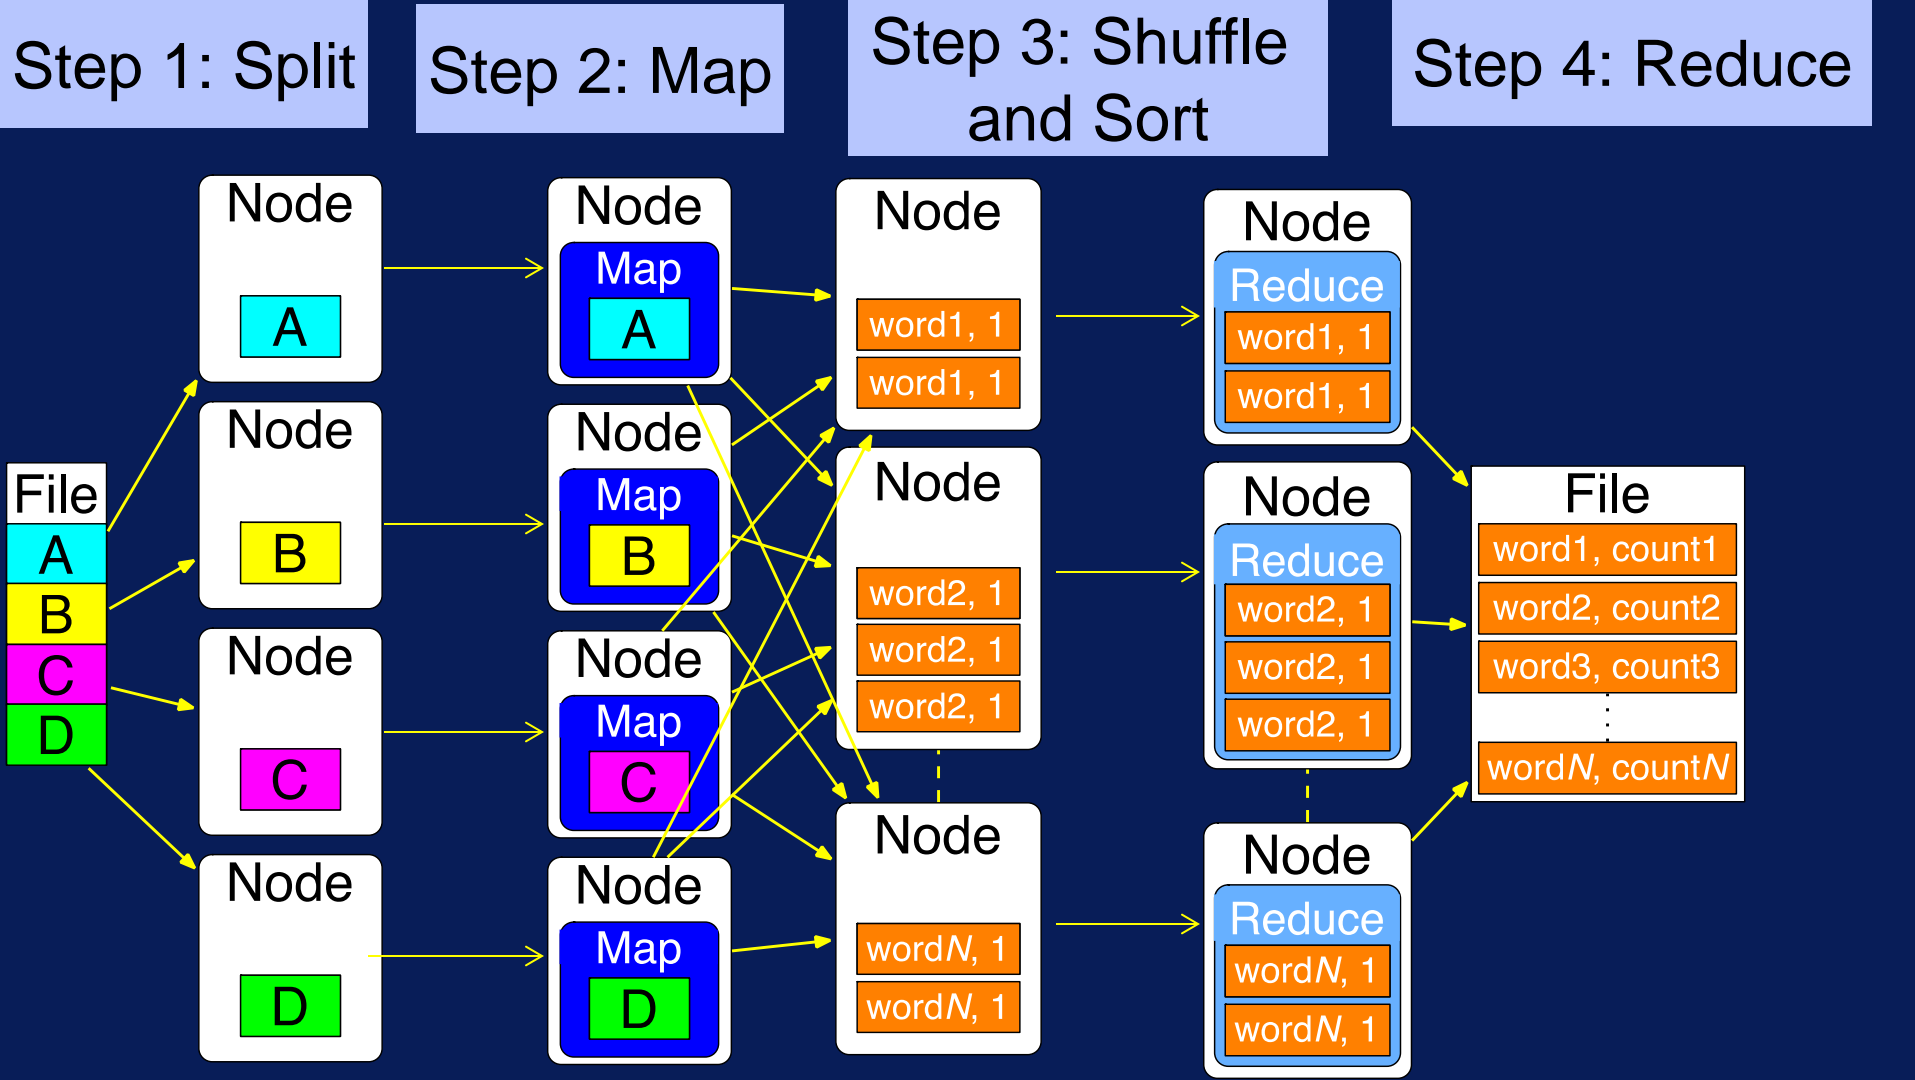 Step 1: Split
Step 2: Map
Step 3: Shuffle
and Sort
Step 4: Reduce
File
A
B
C
D
Node
A
Node
B
Node
C
Node
D
Node
Map
A
Node
Map
B
Node
Map
C
Node
Map
D
Node
word1, 1
word1, 1
Node
word2, 1
word2, 1
word2, 1
Node
wordN, 1
wordN, 1
Node
Reduce
word1, 1
word1, 1
Node
Reduce
word2, 1
word2, 1
word2, 1
Node
Reduce
wordN, 1
wordN, 1
File
word1, count1
word2, count2
word3, count3
wordN, countN